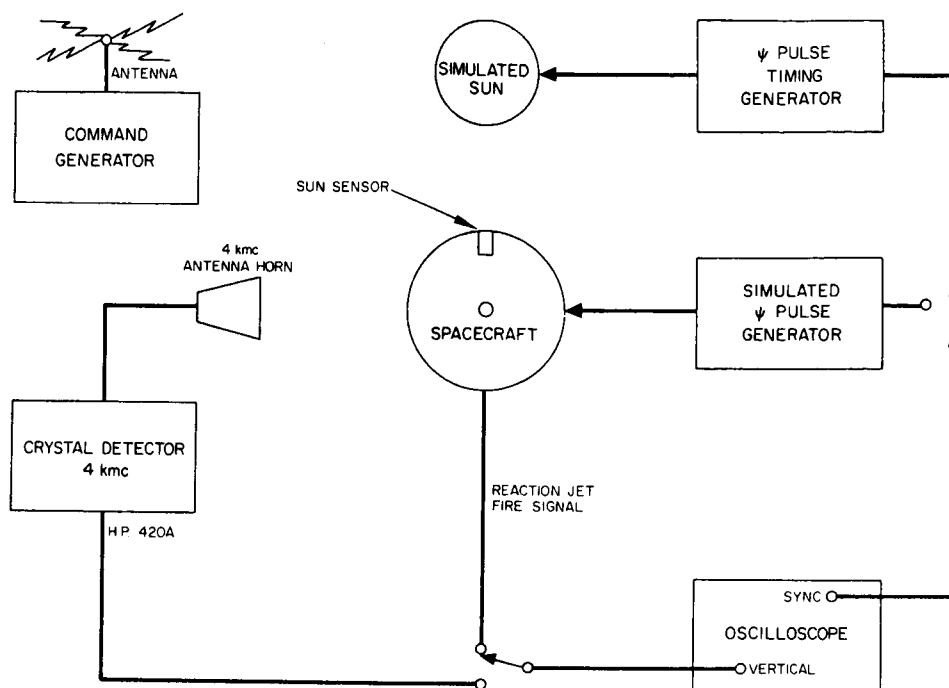 ANTENNA
COMMAND
GENERATOR
SIMULATED
SUN
ψ PULSE
TIMING
GENERATOR
SUN SENSOR
4 kmc
ANTENNA HORN
SPACECRAFT
SIMULATED
ψ PULSE
GENERATOR
CRYSTAL DETECTOR
4 kmc
H.P. 420A
REACTION JET
FIRE SIGNAL
SYNC
OSCILLOSCOPE
VERTICAL